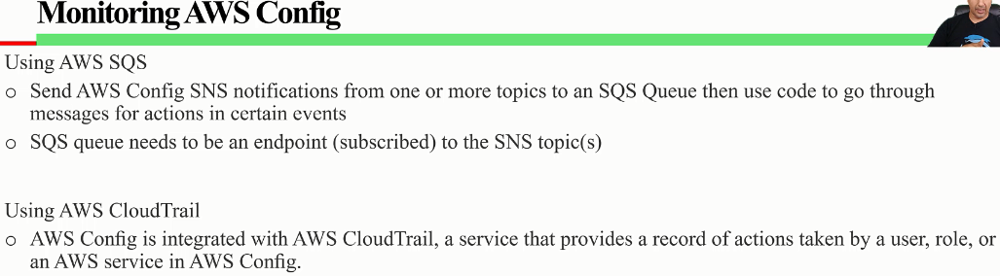 Monitoring AWS Config
Using AWS SQS
o Send AWS Config SNS notifications from one or more topics to an SQS Queue then use code to go through
messages for actions in certain events
o SQS queue needs to be an endpoint (subscribed) to the SNS topic(s)
Using AWS CloudTrail
o AWS Config is integrated with AWS CloudTrail, a service that provides a record of actions taken by a user, role, or
an AWS service in AWS Config.